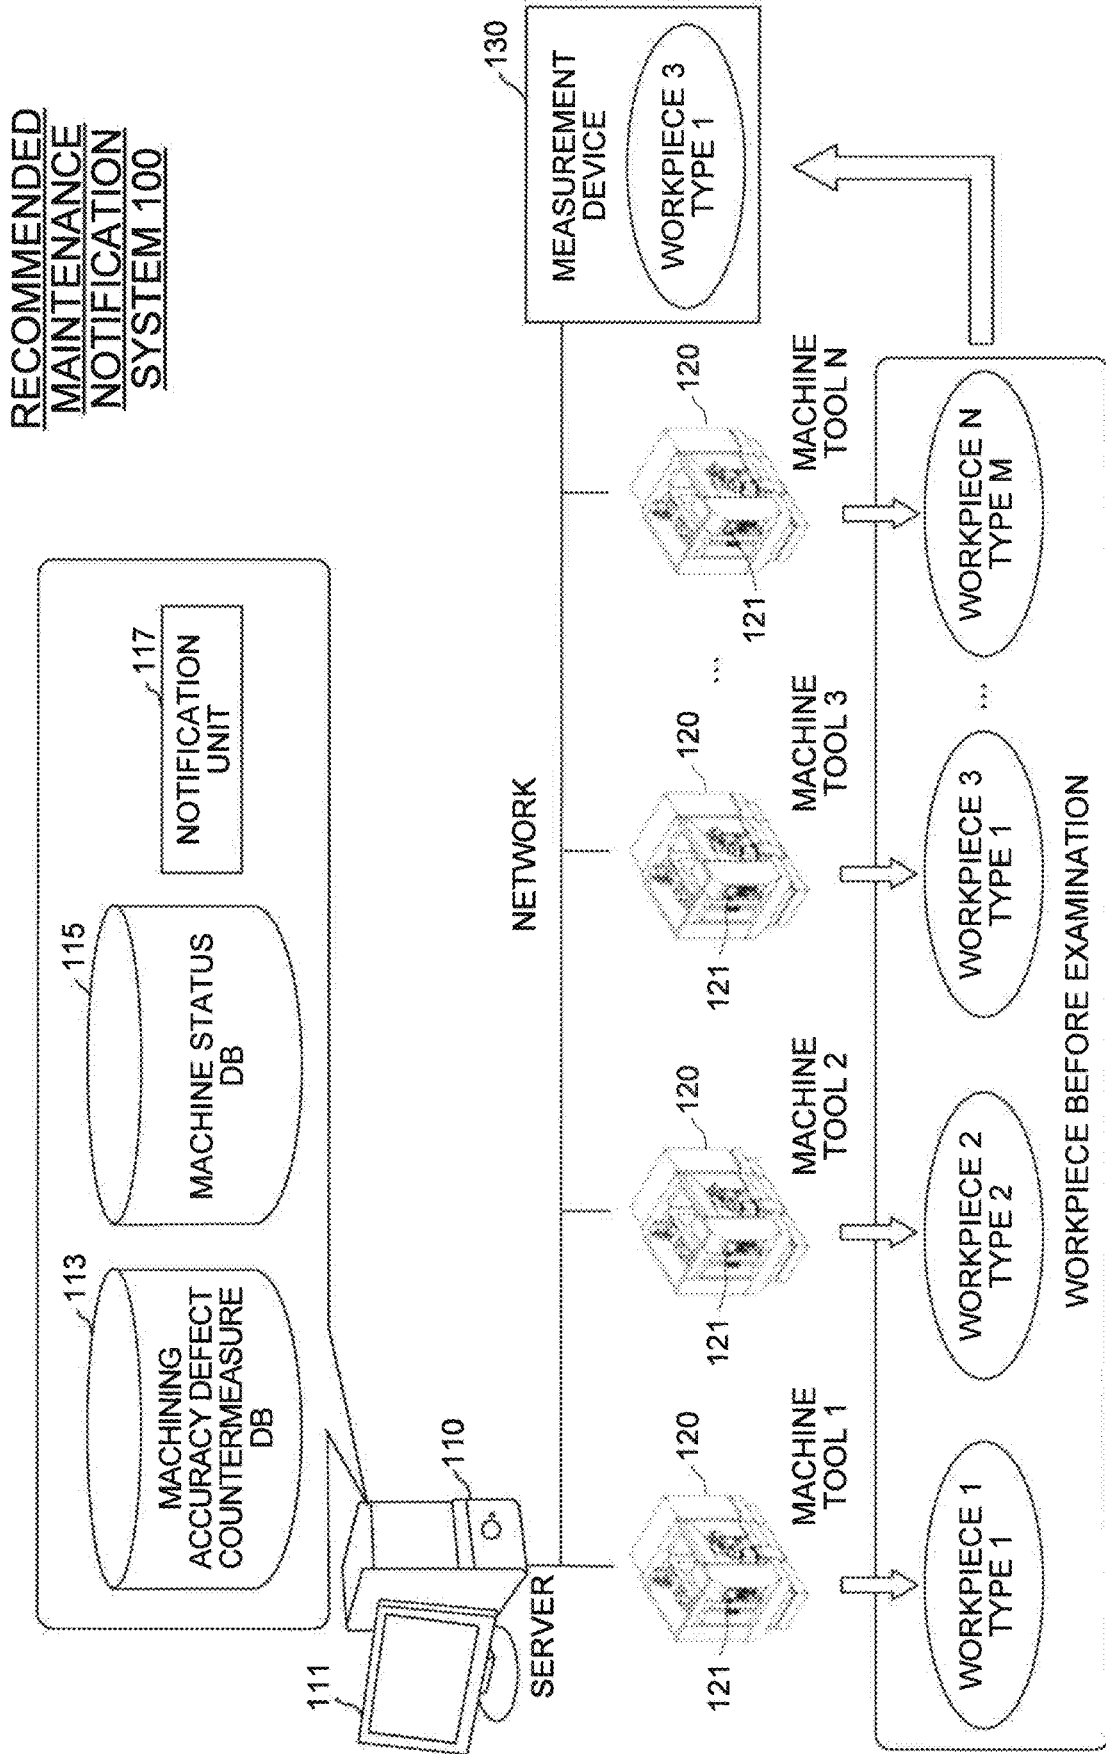 RECOMMENDED
MAINTENANCE
NOTIFICATION
SYSTEM 100
113
MACHINING
ACCURACY DEFECT
COUNTERMEASURE
DB
115
MACHINE STATUS
DB
117
NOTIFICATION
UNIT
111
110
SERVER
NETWORK
130
MEASUREMENT
DEVICE
WORKPIECE 3
TYPE 1
120
121
MACHINE
TOOL 1
120
121
MACHINE
TOOL 2
120
121
MACHINE
TOOL 3
...
120
121
MACHINE
TOOL N
WORKPIECE 1
TYPE 1
WORKPIECE 2
TYPE 2
WORKPIECE 3
TYPE 1
...
WORKPIECE N
TYPE M
WORKPIECE BEFORE EXAMINATION